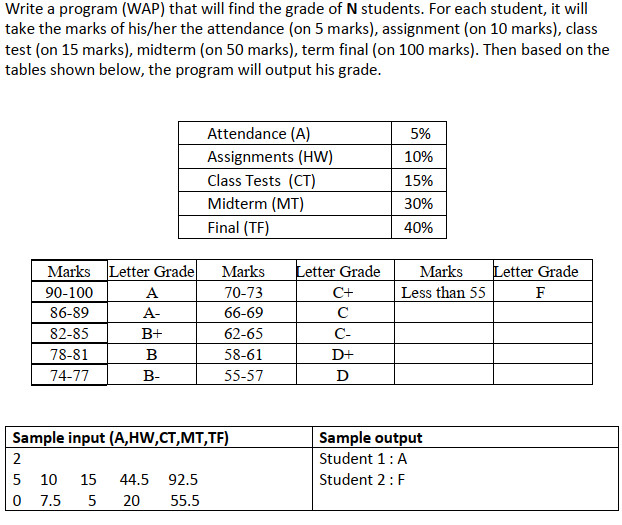 Write a program (WAP) that will find the grade of N students. For each student, it will
take the marks of his/her the attendance (on 5 marks), assignment (on 10 marks), class
test (on 15 marks), midterm (on 50 marks), term final (on 100 marks). Then based on the
tables shown below, the program will output his grade.
Attendance (A) 5%
Assignments (HW) 10%
Class Tests (CT) 15%
Midterm (MT) 30%
Final (TF) 40%
Marks Letter Grade Marks Letter Grade Marks Letter Grade
90-100 A 70-73 C+ Less than 55 F
86-89 A- 66-69 C
82-85 B+ 62-65 C-
78-81 B 58-61 D+
74-77 B- 55-57 D
Sample input (A,HW,CT,MT,TF) Sample output
2 Student 1 : A
5 10 15 44.5 92.5 Student 2 : F
0 7.5 5 20 55.5